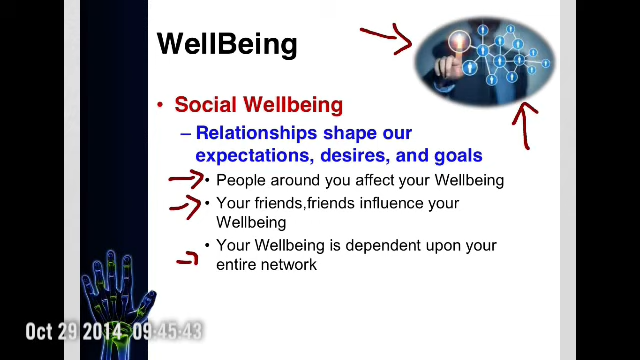 WellBeing
• Social Wellbeing
– Relationships shape our
expectations, desires, and goals
• People around you affect your Wellbeing
• Your friends,friends influence your
Wellbeing
• Your Wellbeing is dependent upon your
entire network
Oct 29 2014 09:45:43